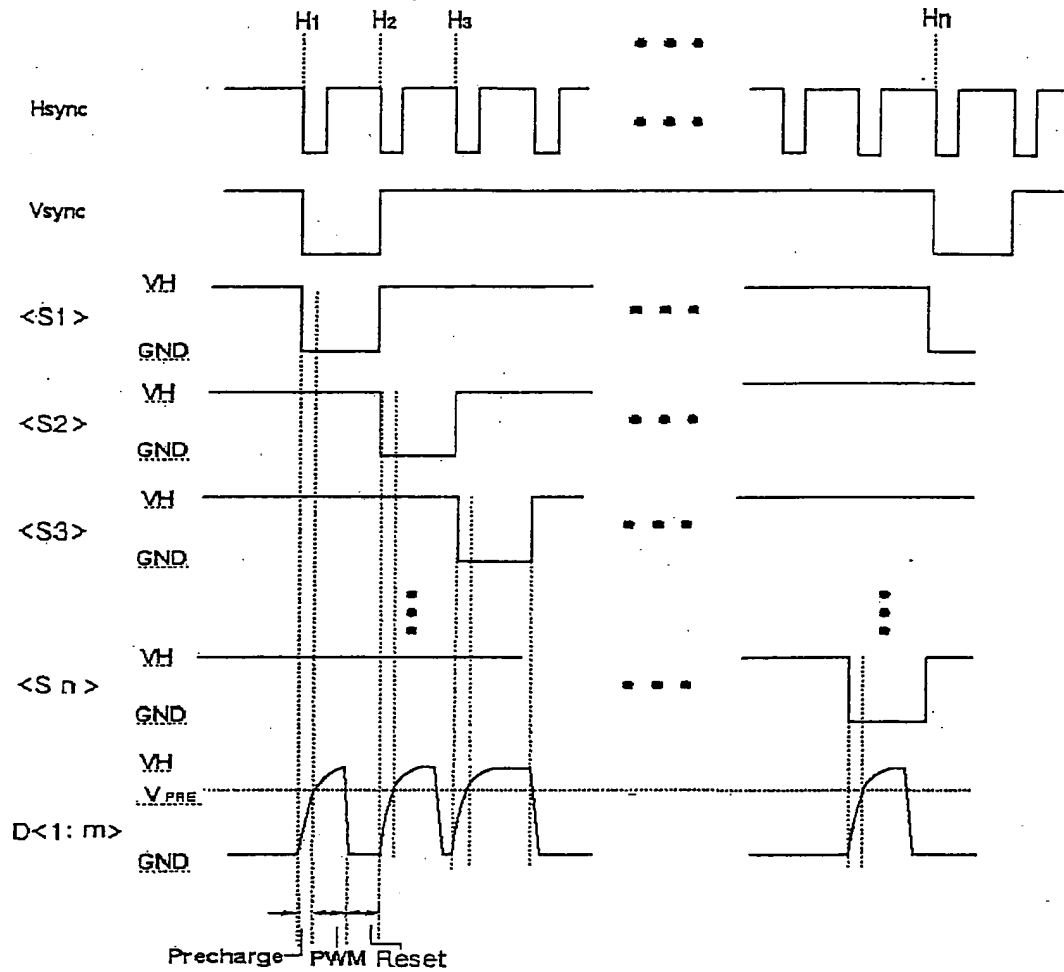 H1 H2 H3 Hn
Hsync
Vsync
VH
<S1>
GND
VH
<S2>
GND
VH
<S3>
GND
VH
<S n>
GND
VH
V PRE
D<1: m>
GND
Precharge PWM Reset